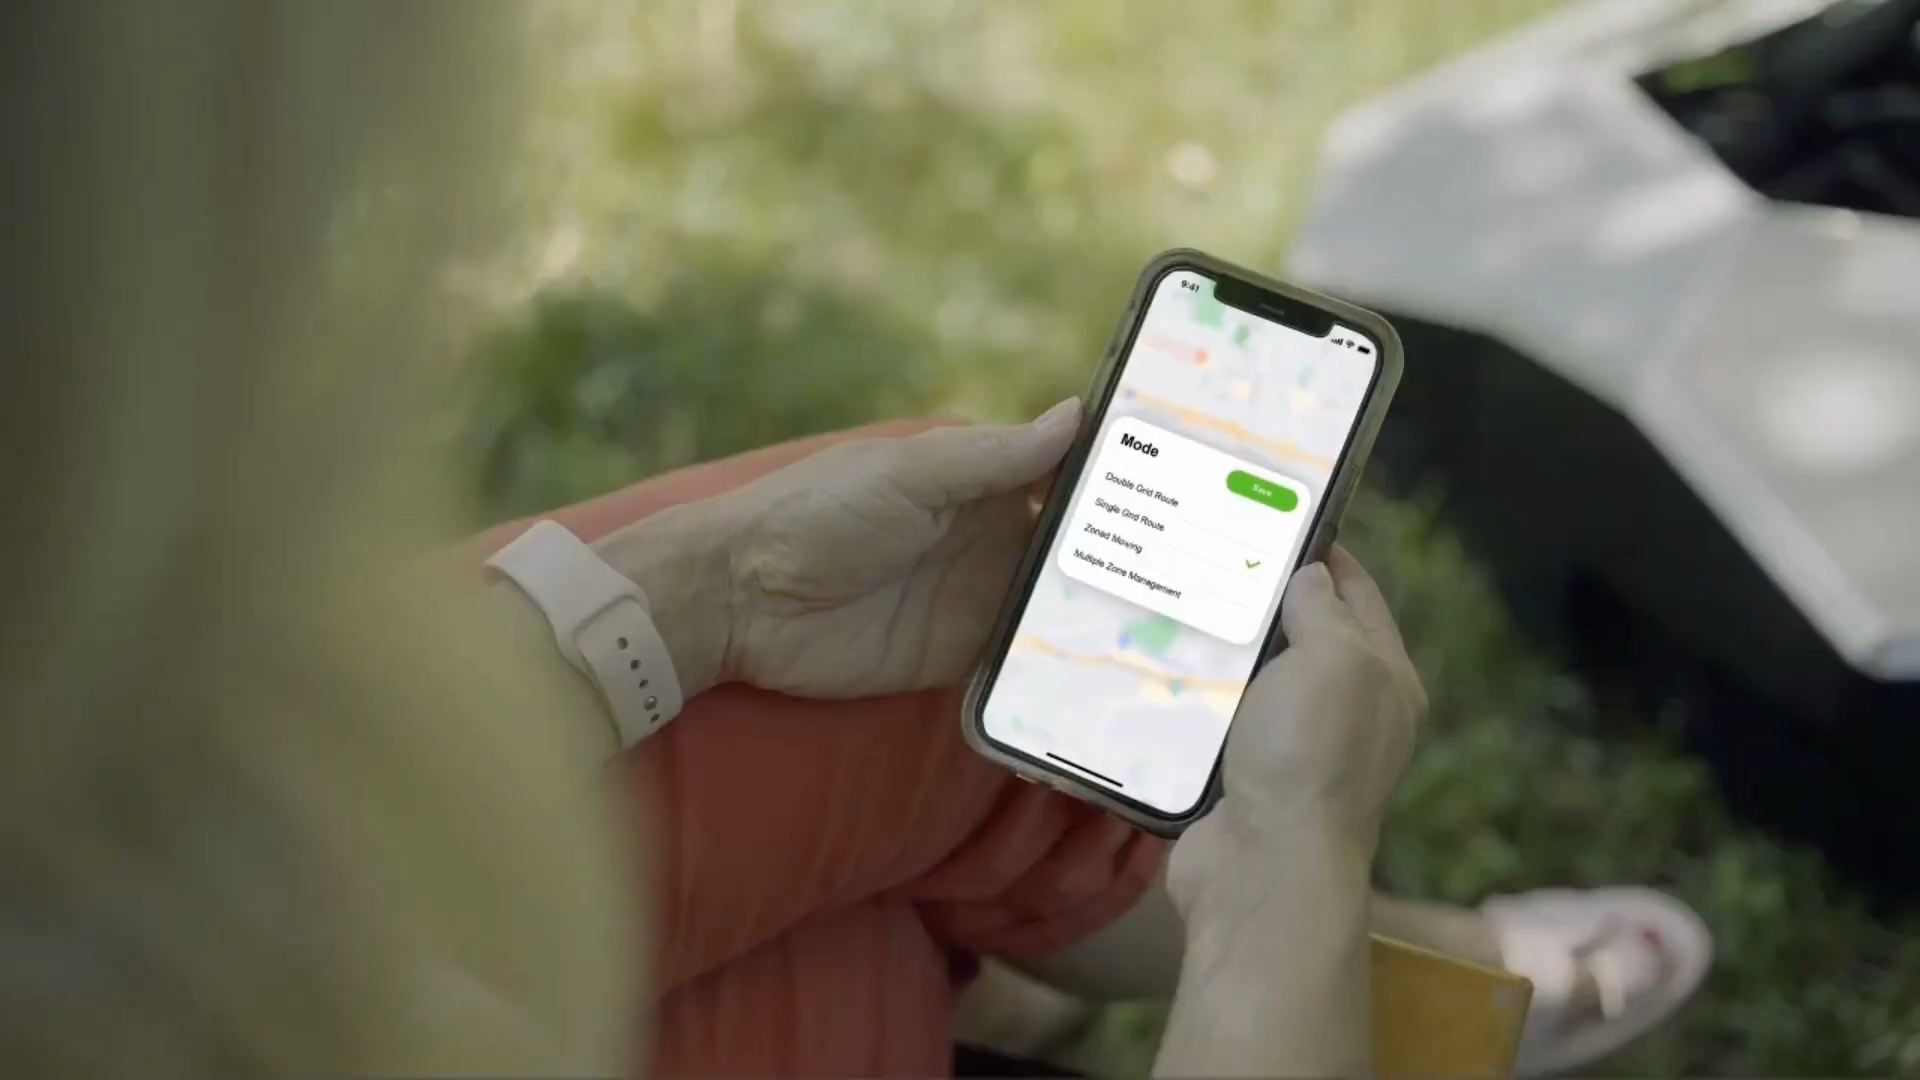 9:41
Mode
Save
Double Grid Route
Single Grid Route
Zoned Mowing
Multiple Zone Management